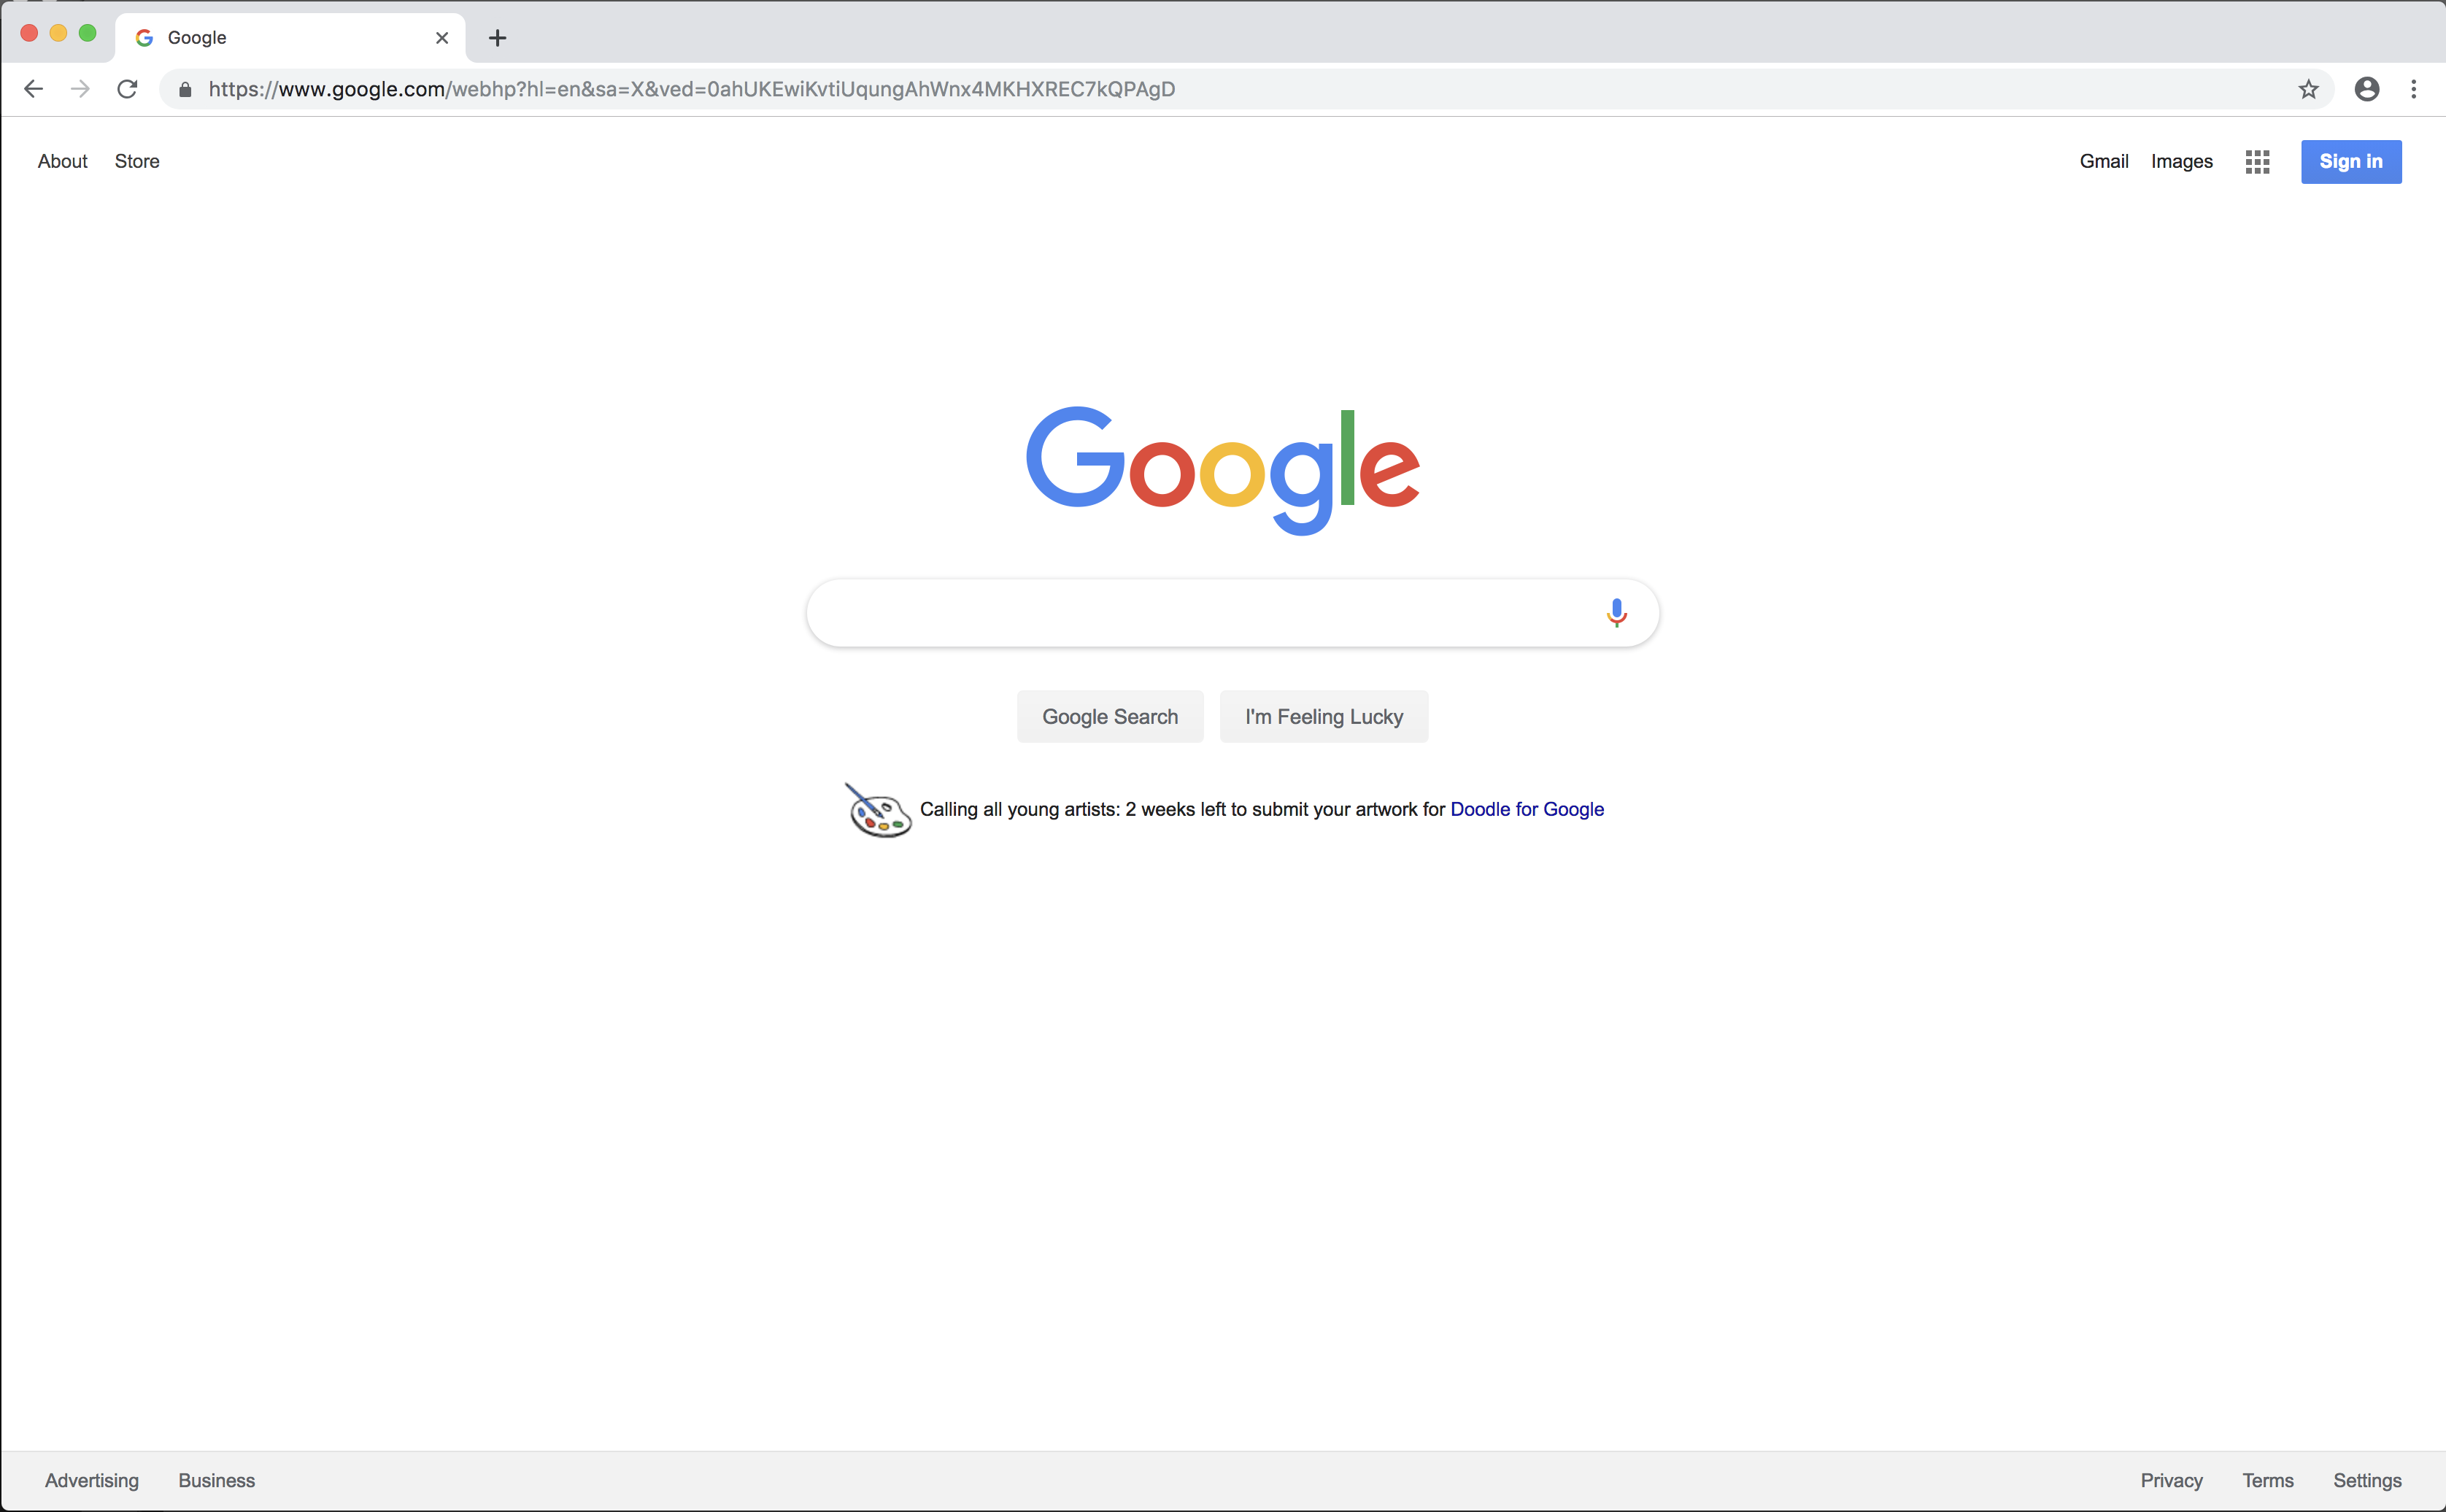 Google
https://www.google.com/webhp?hl=en&sa=X&ved=0ahUKEwiKvtiUqungAhWnx4MKHXREC7kQPAgD
About Store Gmail Images Sign in
Google
Google Search I'm Feeling Lucky
Calling all young artists: 2 weeks left to submit your artwork for Doodle for Google
Advertising Business Privacy Terms Settings